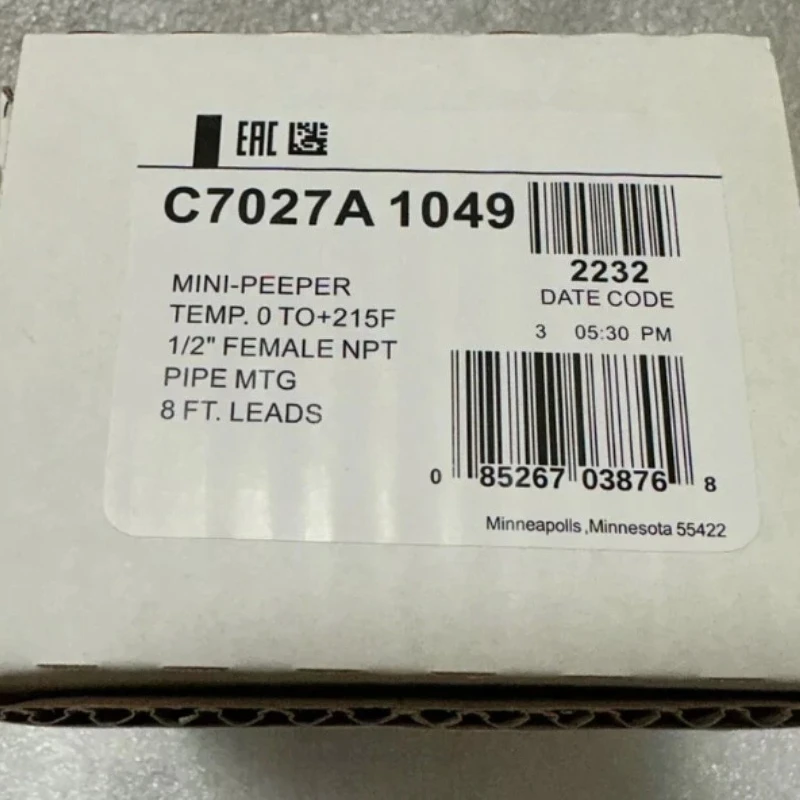 EAC
C7027A 1049
2232
DATE CODE
3 05:30 PM
MINI-PEEPER
TEMP. 0 TO+215F
1/2" FEMALE NPT
PIPE MTG
8 FT. LEADS
0 85267 03876 8
Minneapolis ,Minnesota 55422